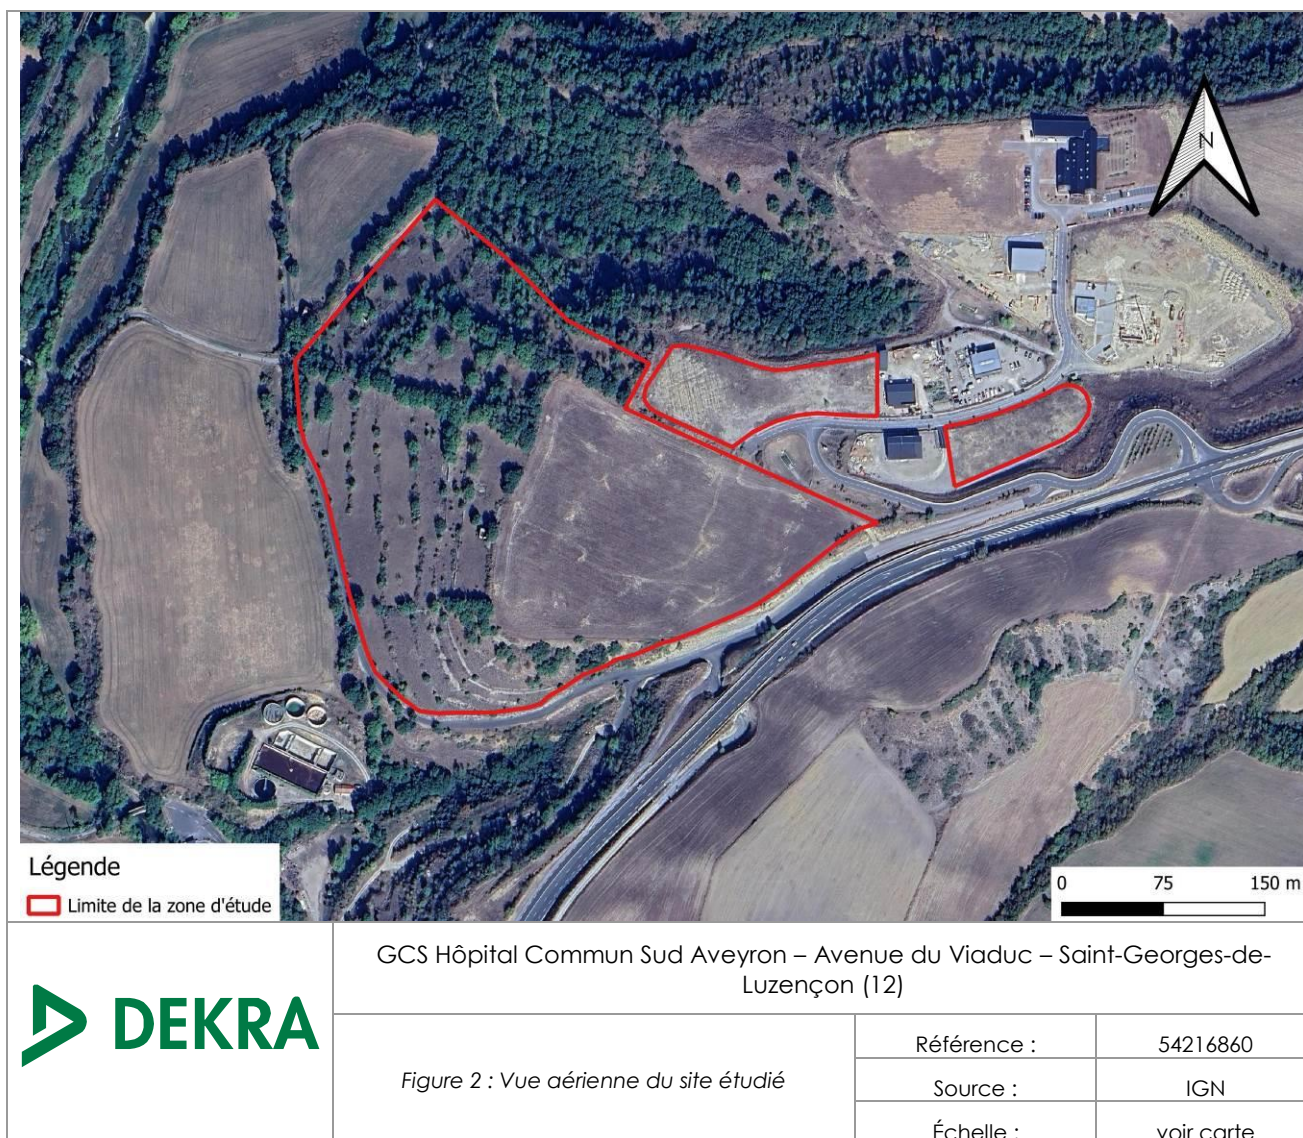 N
Légende
Limite de la zone d'étude
0 75 150 m
DEKRA
GCS Hôpital Commun Sud Aveyron – Avenue du Viaduc – Saint-Georges-de-
Luzençon (12)
Figure 2 : Vue aérienne du site étudié
Référence : 54216860
Source : IGN
Échelle : voir carte